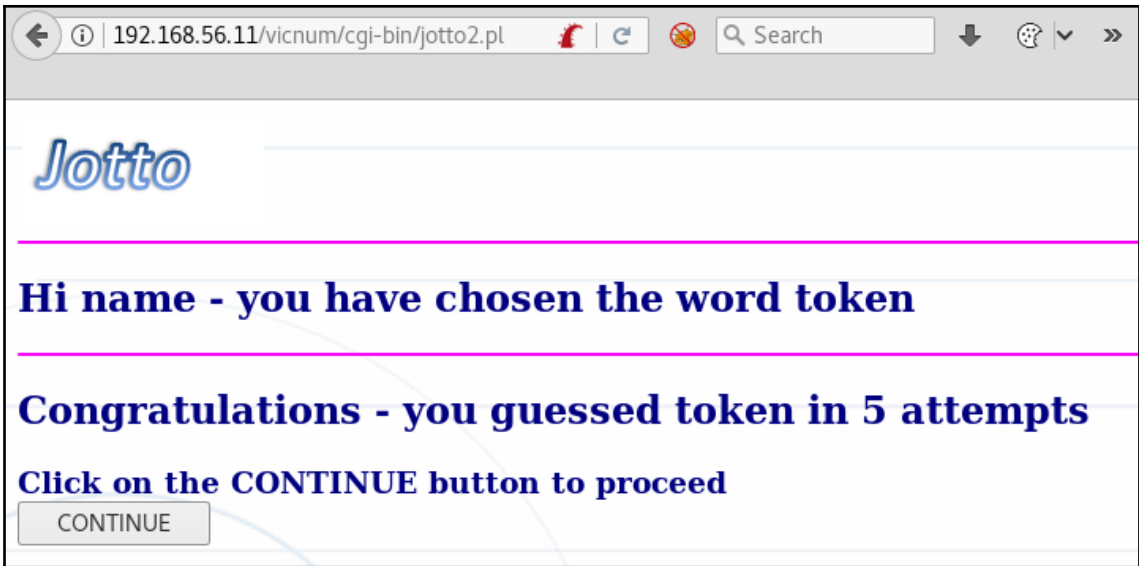 192.168.56.11/vicnum/cgi-bin/jotto2.pl Search
Jotto
Hi name - you have chosen the word token
Congratulations - you guessed token in 5 attempts
Click on the CONTINUE button to proceed
CONTINUE